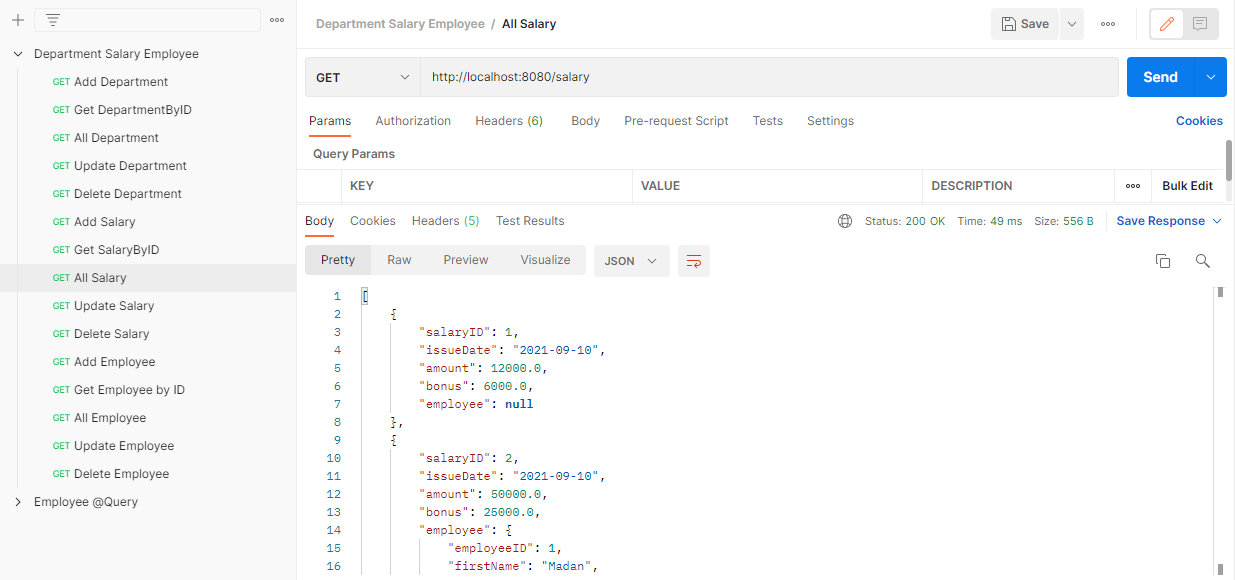 Department Salary Employee
GET Add Department
GET Get DepartmentByID
GET All Department
GET Update Department
GET Delete Department
GET Add Salary
GET Get SalaryByID
GET All Salary
GET Update Salary
GET Delete Salary
GET Add Employee
GET Get Employee by ID
GET All Employee
GET Update Employee
GET Delete Employee
Employee @Query
Department Salary Employee / All Salary
Save
GET http://localhost:8080/salary
Send
Params Authorization Headers (6) Body Pre-request Script Tests Settings Cookies
Query Params
KEY VALUE DESCRIPTION Bulk Edit
Body Cookies Headers (5) Test Results Status: 200 OK Time: 49 ms Size: 556 B Save Response
Pretty Raw Preview Visualize JSON
1 [
2 {
3 "salaryID": 1,
4 "issueDate": "2021-09-10",
5 "amount": 12000.0,
6 "bonus": 6000.0,
7 "employee": null
8 },
9 {
10 "salaryID": 2,
11 "issueDate": "2021-09-10",
12 "amount": 50000.0,
13 "bonus": 25000.0,
14 "employee": {
15 "employeeID": 1,
16 "firstName": "Madan",